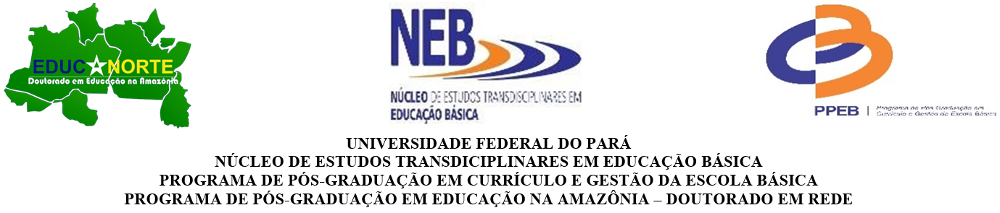 EDUC NORTE
Doutorado em Educação na Amazônia
NEB
NÚCLEO DE ESTUDOS TRANSDISCIPLINARES EM
EDUCAÇÃO BÁSICA
PPEB
Programa de Pós Graduação em
Currículo e Gestão da Escola Básica
UNIVERSIDADE FEDERAL DO PARÁ
NÚCLEO DE ESTUDOS TRANSDICIPLINARES EM EDUCAÇÃO BÁSICA
PROGRAMA DE PÓS-GRADUAÇÃO EM CURRÍCULO E GESTÃO DA ESCOLA BÁSICA
PROGRAMA DE PÓS-GRADUAÇÃO EM EDUCAÇÃO NA AMAZÔNIA – DOUTORADO EM REDE